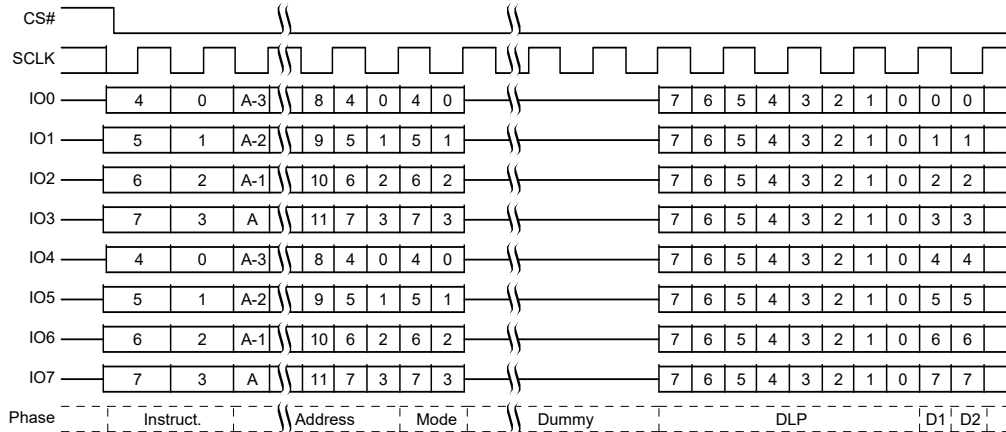 CS#
SCLK
IO0 4 0 A-3 8 4 0 4 0 7 6 5 4 3 2 1 0 0 0
IO1 5 1 A-2 9 5 1 5 1 7 6 5 4 3 2 1 0 1 1
IO2 6 2 A-1 10 6 2 6 2 7 6 5 4 3 2 1 0 2 2
IO3 7 3 A 11 7 3 7 3 7 6 5 4 3 2 1 0 3 3
IO4 4 0 A-3 8 4 0 4 0 7 6 5 4 3 2 1 0 4 4
IO5 5 1 A-2 9 5 1 5 1 7 6 5 4 3 2 1 0 5 5
IO6 6 2 A-1 10 6 2 6 2 7 6 5 4 3 2 1 0 6 6
IO7 7 3 A 11 7 3 7 3 7 6 5 4 3 2 1 0 7 7
Phase Instruct. Address Mode Dummy DLP D1 D2